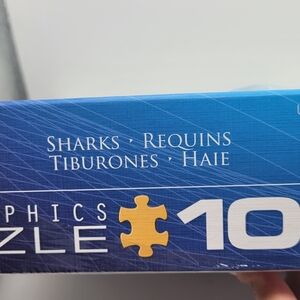 SHARKS · REQUINS
TIBURONES · HAIE
PHICS
ZLE 10